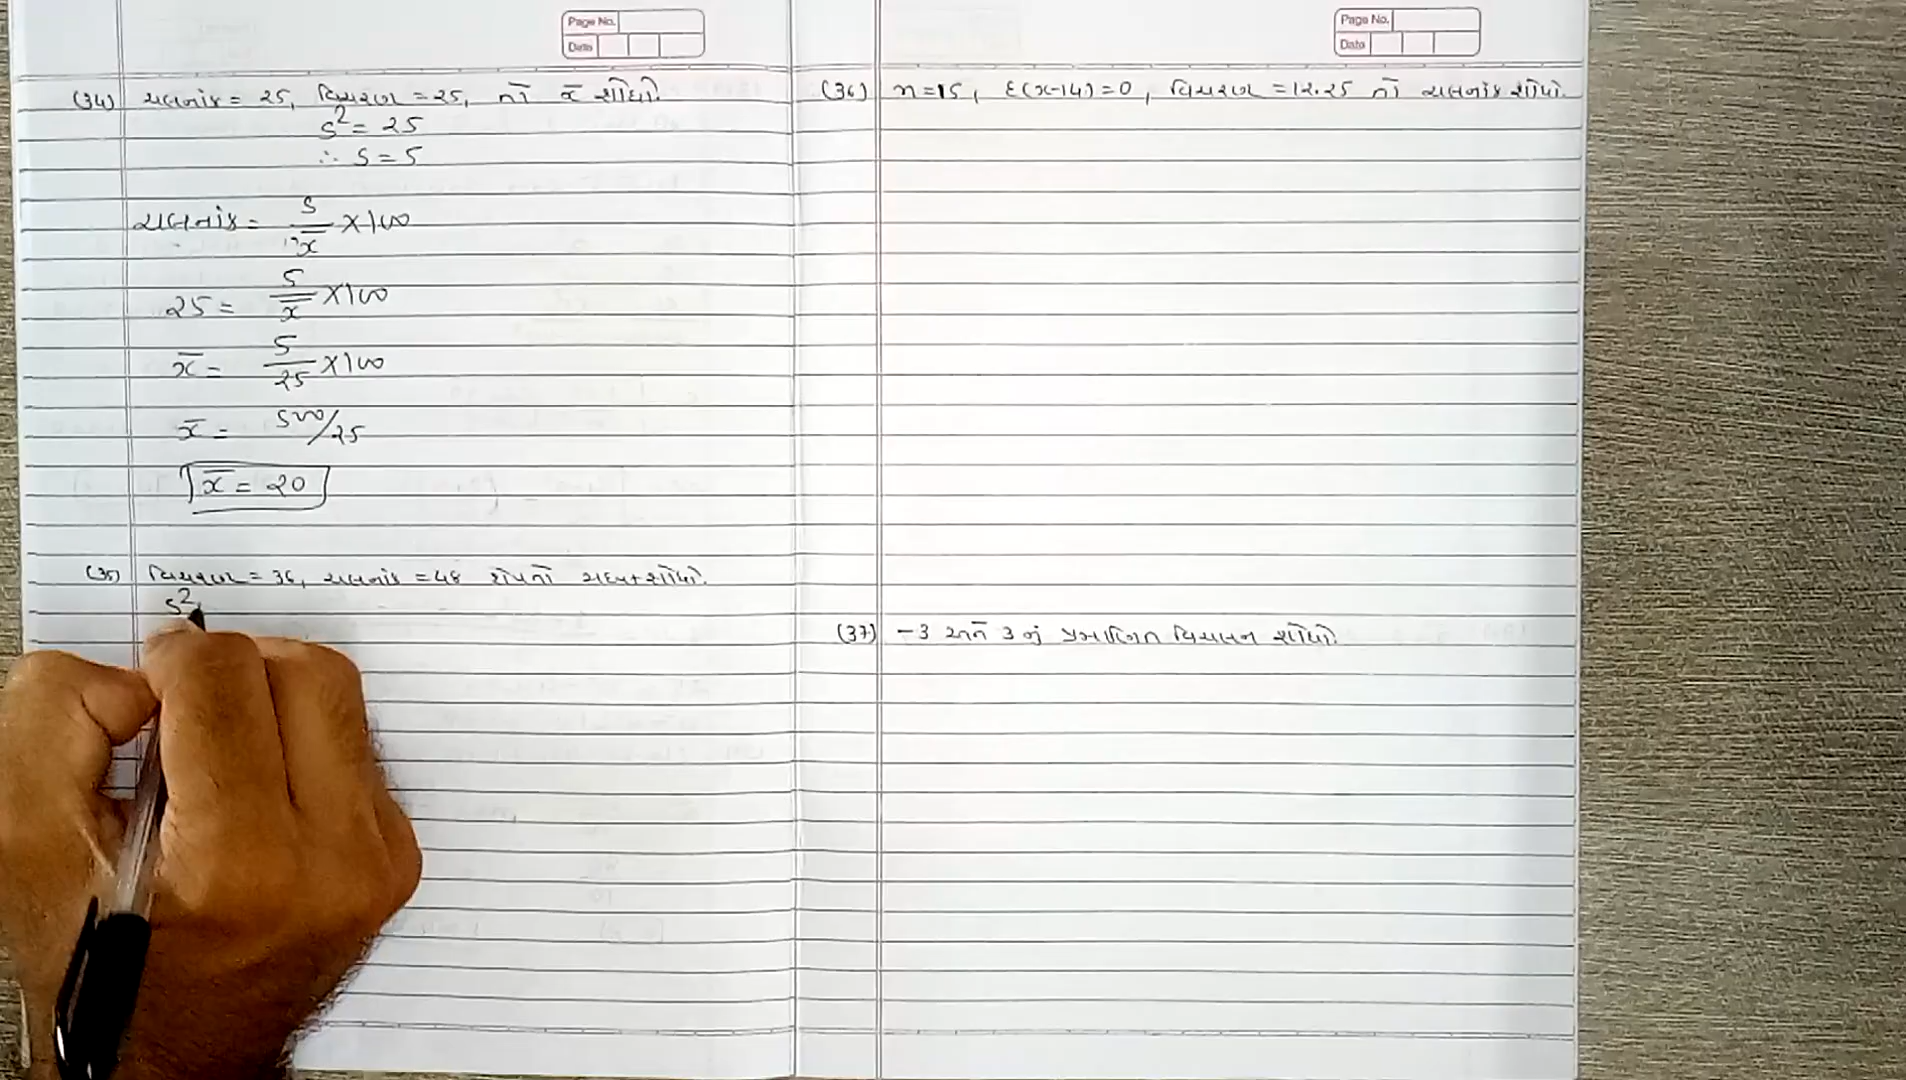 Page No.
Date
(34) ચલનાંક = 25, વિચરણ = 25, તો x̄ શોધો.
s² = 25
∴ s = 5
ચલનાંક = s/x̄ × 100
25 = 5/x̄ × 100
x̄ = 5/25 × 100
x̄ = 500/25
x̄ = 20
(35) વિચરણ = 36, ચલનાંક = 48 હોય તો મધ્યક શોધો.
s²
Page No.
Date
(36) n = 15, Σ(x-14) = 0, વિચરણ = 12.25 તો ચલનાંક શોધો.
(37) -3 અને 3 નું પ્રમાણિત વિચલન શોધો.